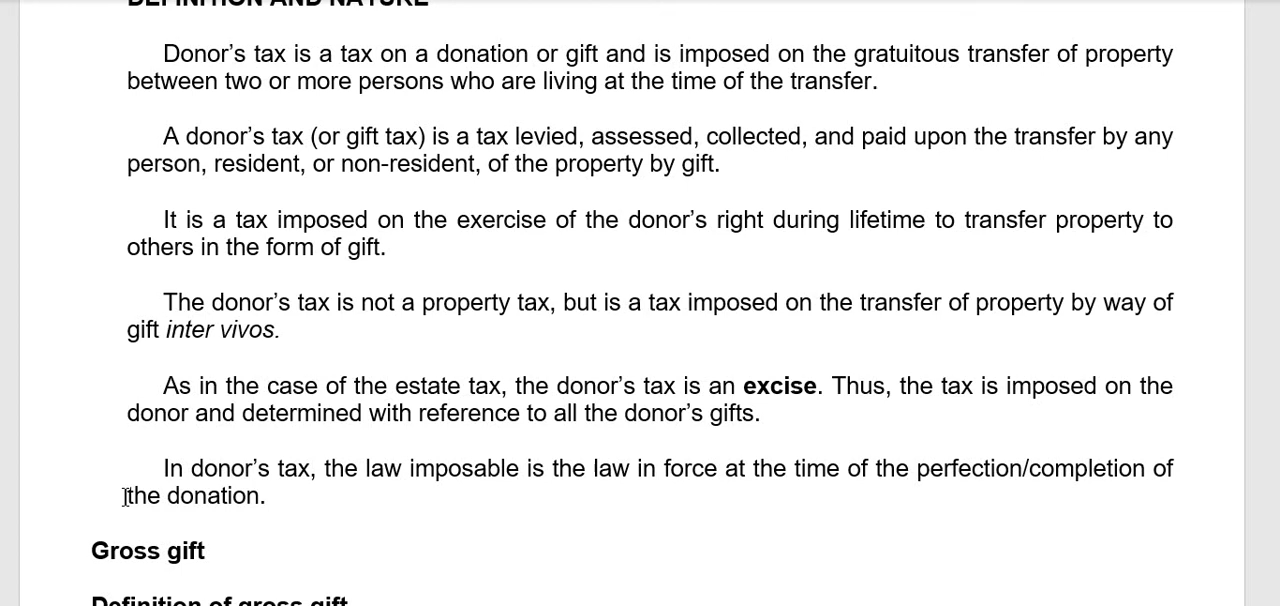 DEFINITION AND NATURE
Donor’s tax is a tax on a donation or gift and is imposed on the gratuitous transfer of property
between two or more persons who are living at the time of the transfer.
A donor’s tax (or gift tax) is a tax levied, assessed, collected, and paid upon the transfer by any
person, resident, or non-resident, of the property by gift.
It is a tax imposed on the exercise of the donor’s right during lifetime to transfer property to
others in the form of gift.
The donor’s tax is not a property tax, but is a tax imposed on the transfer of property by way of
gift inter vivos.
As in the case of the estate tax, the donor’s tax is an excise. Thus, the tax is imposed on the
donor and determined with reference to all the donor’s gifts.
In donor’s tax, the law imposable is the law in force at the time of the perfection/completion of
the donation.
Gross gift
Definition of gross gift